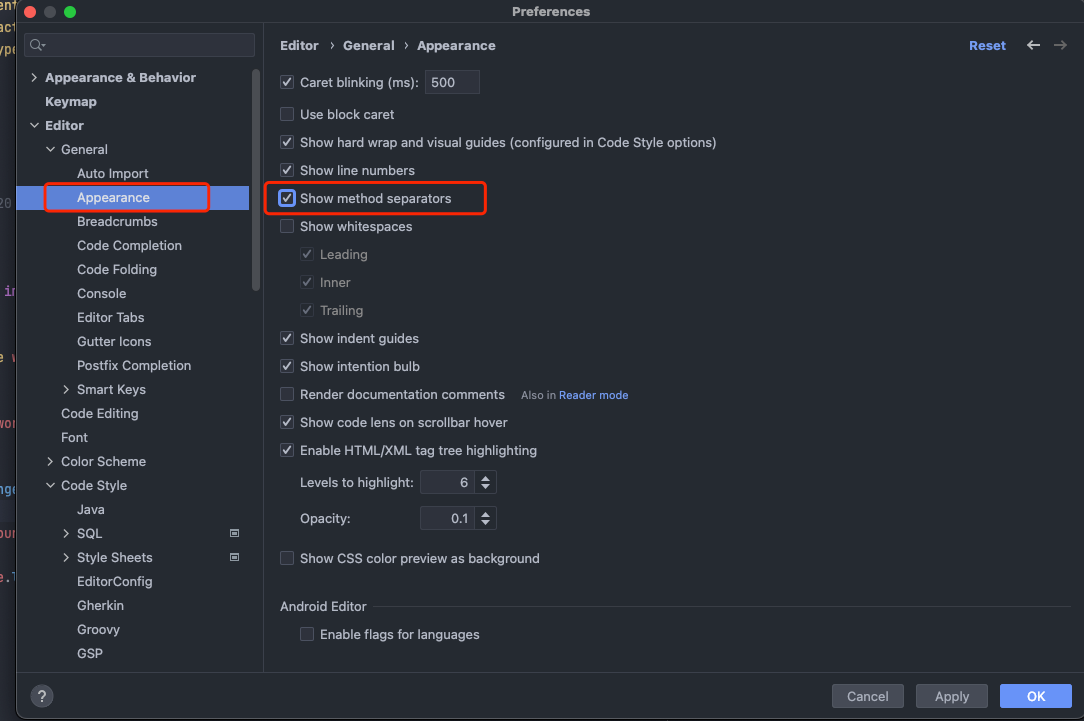 Preferences
Editor › General › Appearance
Reset
Appearance & Behavior
Keymap
Editor
General
Auto Import
Appearance
Breadcrumbs
Code Completion
Code Folding
Console
Editor Tabs
Gutter Icons
Postfix Completion
Smart Keys
Code Editing
Font
Color Scheme
Code Style
Java
SQL
Style Sheets
EditorConfig
Gherkin
Groovy
GSP
Caret blinking (ms): 500
Use block caret
Show hard wrap and visual guides (configured in Code Style options)
Show line numbers
Show method separators
Show whitespaces
Leading
Inner
Trailing
Show indent guides
Show intention bulb
Render documentation comments Also in Reader mode
Show code lens on scrollbar hover
Enable HTML/XML tag tree highlighting
Levels to highlight: 6
Opacity: 0.1
Show CSS color preview as background
Android Editor
Enable flags for languages
?
Cancel
Apply
OK